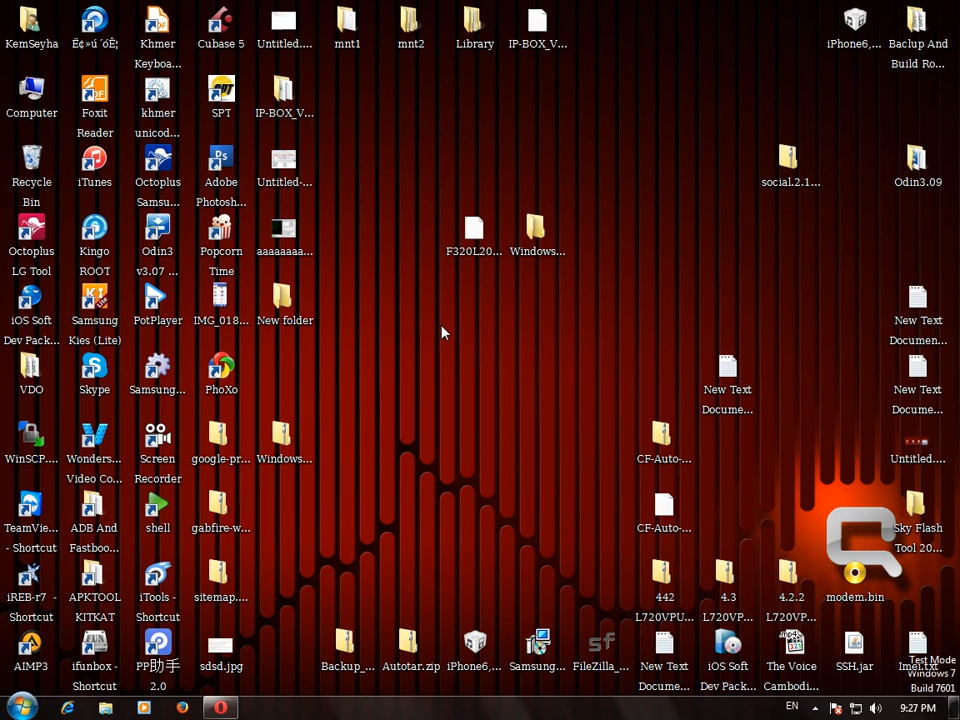 KemSeyha
Khmer
Keyboa...
Cubase 5
Untitled....
mnt1
mnt2
Library
IP-BOX_V...
iPhone6,...
Baclup And
Build Ro...
Computer
Foxit
Reader
khmer
unicod...
SPT
IP-BOX_V...
Recycle
Bin
iTunes
Octoplus
Samsu...
Adobe
Photosh...
Untitled-...
social.2.1...
Odin3.09
Octoplus
LG Tool
Kingo
ROOT
Odin3
v3.07 ...
Popcorn
Time
aaaaaaaa...
F320L20...
Windows...
iOS Soft
Dev Pack...
Samsung
Kies (Lite)
PotPlayer
IMG_018...
New folder
New Text
Documen...
VDO
Skype
Samsung...
PhoXo
New Text
Docume...
New Text
Docume...
WinSCP....
Wonders...
Video Co...
Screen
Recorder
google-pr...
Windows...
CF-Auto-...
Untitled....
TeamVie...
- Shortcut
ADB And
Fastboo...
shell
gabfire-w...
CF-Auto-...
Sky Flash
Tool 20...
iREB-r7 -
Shortcut
APKTOOL
KITKAT
iTools -
Shortcut
sitemap....
442
L720VPU...
4.3
L720VP...
4.2.2
L720VP...
modem.bin
AIMP3
ifunbox -
Shortcut
PP助手
2.0
sdsd.jpg
Backup_...
Autotar.zip
iPhone6,...
Samsung...
FileZilla_...
New Text
Docume...
iOS Soft
Dev Pack...
The Voice
Cambodi...
SSH.jar
Imei.txt
Test Mode
Windows 7
Build 7601
EN
9:27 PM